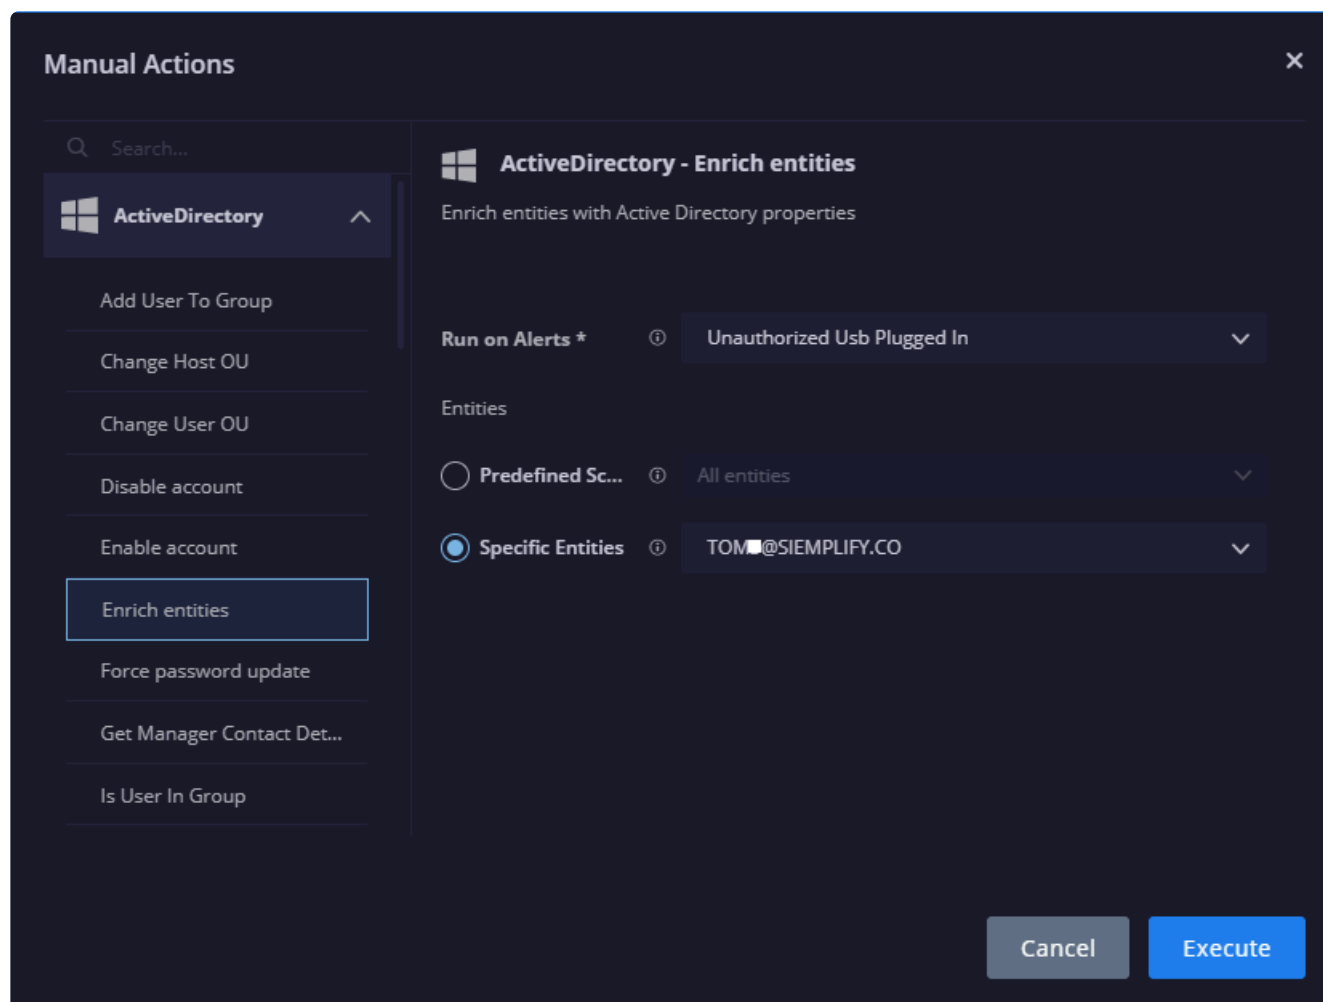 Manual Actions
Search...
ActiveDirectory
Add User To Group
Change Host OU
Change User OU
Disable account
Enable account
Enrich entities
Force password update
Get Manager Contact Det...
Is User In Group
ActiveDirectory - Enrich entities
Enrich entities with Active Directory properties
Run on Alerts *
Unauthorized Usb Plugged In
Entities
Predefined Sc...
All entities
Specific Entities
TOM @SIEMPLIFY.CO
Cancel
Execute